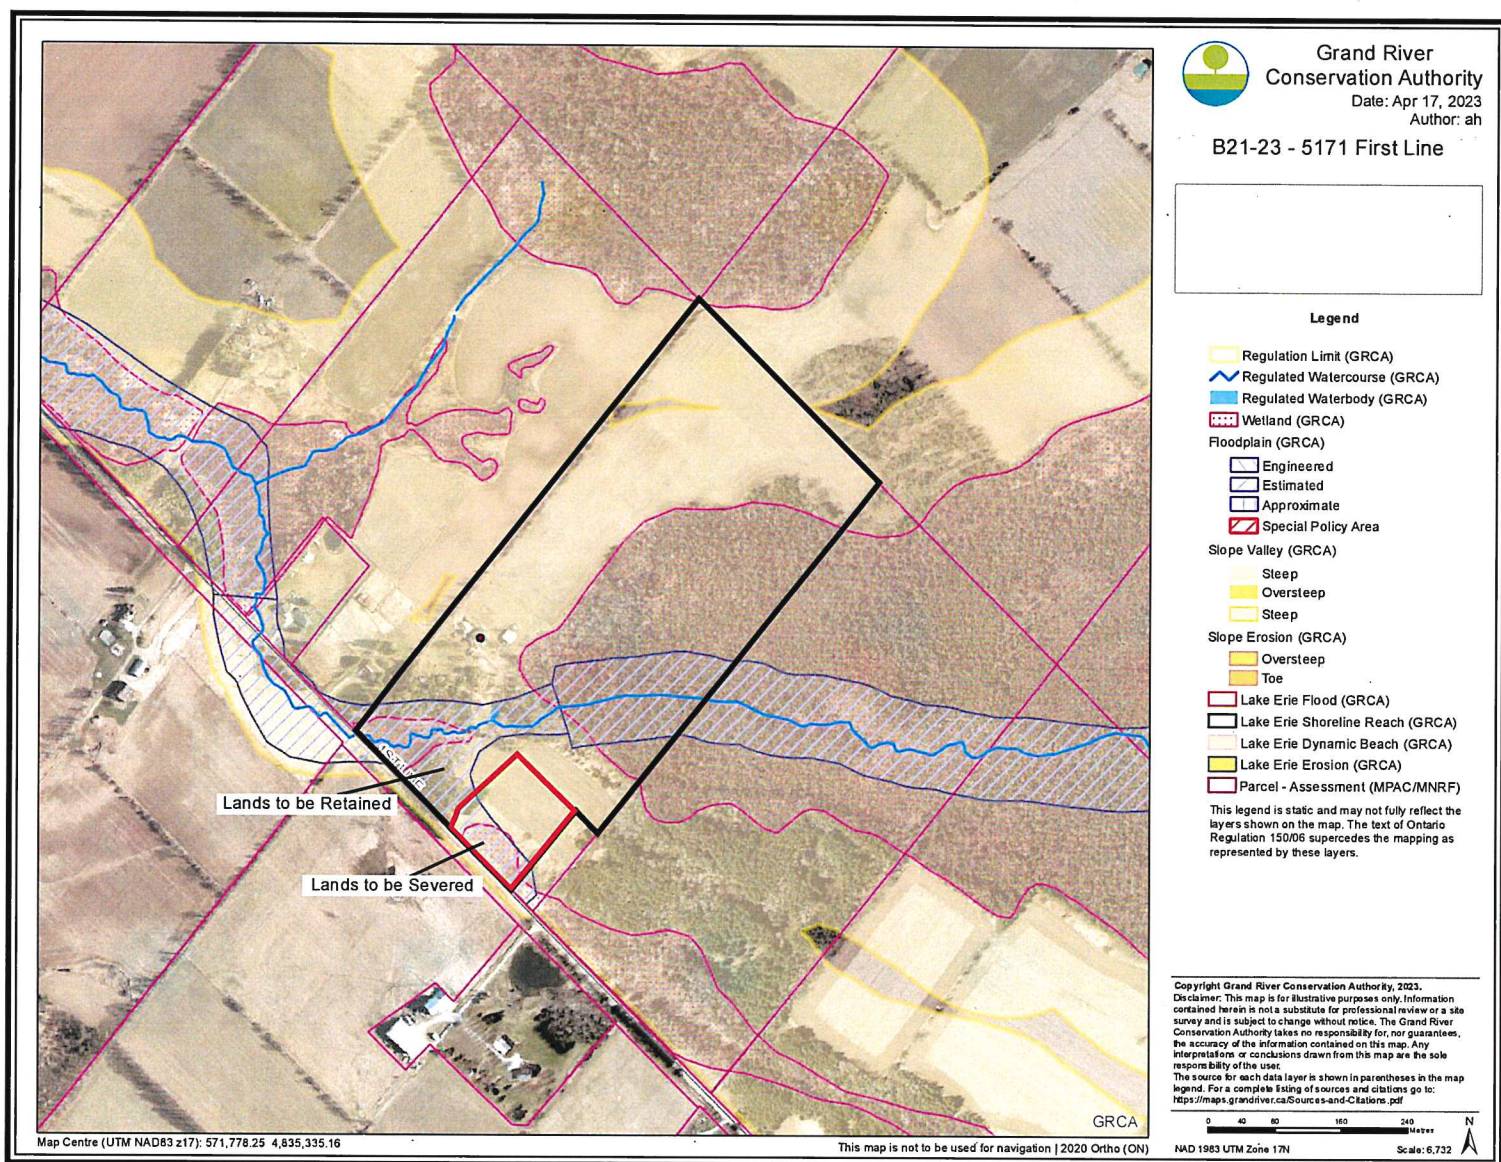 Grand River
Conservation Authority
Date: Apr 17, 2023
Author: ah
B21-23 - 5171 First Line
Legend
Regulation Limit (GRCA)
Regulated Watercourse (GRCA)
Regulated Waterbody (GRCA)
Wetland (GRCA)
Floodplain (GRCA)
Engineered
Estimated
Approximate
Special Policy Area
Slope Valley (GRCA)
Steep
Oversteep
Steep
Slope Erosion (GRCA)
Oversteep
Toe
Lake Erie Flood (GRCA)
Lake Erie Shoreline Reach (GRCA)
Lake Erie Dynamic Beach (GRCA)
Lake Erie Erosion (GRCA)
Parcel - Assessment (MPAC/MNRF)
This legend is static and may not fully reflect the
layers shown on the map. The text of Ontario
Regulation 150/06 supercedes the mapping as
represented by these layers.
1ST LINE
Lands to be Retained
Lands to be Severed
GRCA
Copyright Grand River Conservation Authority, 2023.
Disclaimer: This map is for illustrative purposes only. Information
contained herein is not a substitute for professional review or a site
survey and is subject to change without notice. The Grand River
Conservation Authority takes no responsibility for, nor guarantees,
the accuracy of the information contained on this map. Any
interpretations or conclusions drawn from this map are the sole
responsibility of the user.
The source for each data layer is shown in parentheses in the map
legend. For a complete listing of sources and citations go to:
https://maps.grandriver.ca/Sources-and-Citations.pdf
0 40 80 160 240
Metres
N
NAD 1983 UTM Zone 17N Scale: 6,732
Map Centre (UTM NAD83 z17): 571,778.25 4,835,335.16
This map is not to be used for navigation | 2020 Ortho (ON)